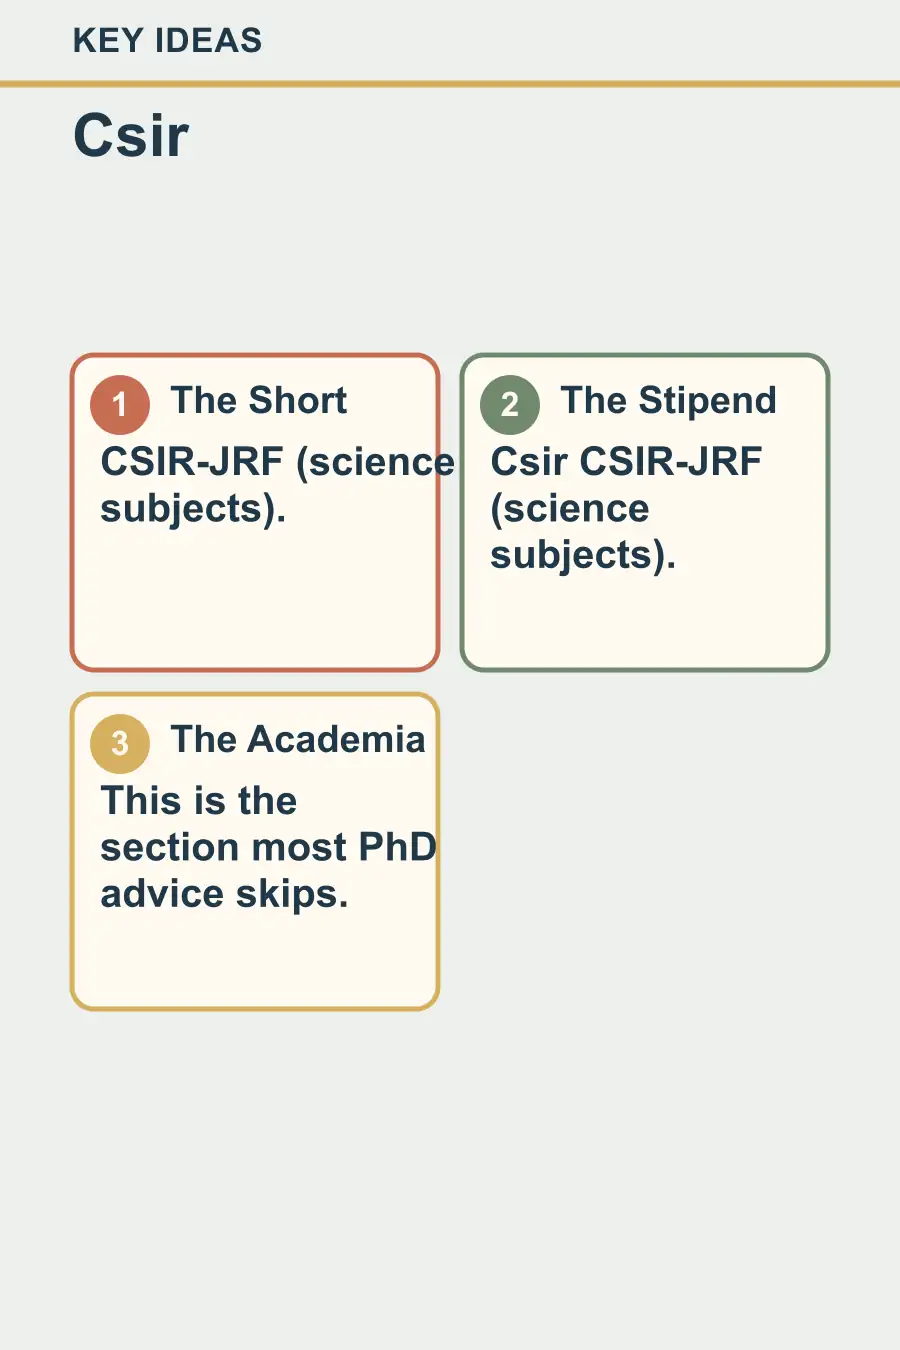 KEY IDEAS
Csir
1 The Short
CSIR-JRF (science
subjects).
2 The Stipend
Csir CSIR-JRF
(science
subjects).
3 The Academia
This is the
section most PhD
advice skips.